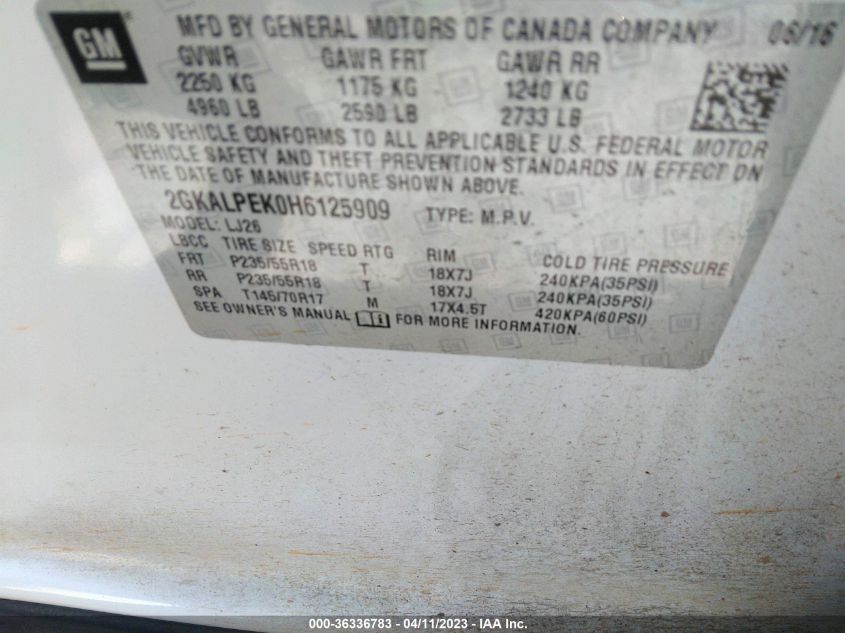 GM
MFD BY GENERAL MOTORS OF CANADA COMPANY 06/16
GVWR GAWR FRT GAWR RR
2250 KG 1175 KG 1240 KG
4960 LB 2590 LB 2733 LB
THIS VEHICLE CONFORMS TO ALL APPLICABLE U.S. FEDERAL MOTOR
VEHICLE SAFETY AND THEFT PREVENTION STANDARDS IN EFFECT ON
THE DATE OF MANUFACTURE SHOWN ABOVE.
2GKALPEK0H6125909 TYPE: M.P.V.
MODEL: LJ26
LBCC TIRE SIZE SPEED RTG RIM COLD TIRE PRESSURE
FRT P235/55R18 T 18X7J 240KPA(35PSI)
RR P235/55R18 T 18X7J 240KPA(35PSI)
SPA T145/70R17 M 17X4.5T 420KPA(60PSI)
SEE OWNER'S MANUAL FOR MORE INFORMATION.
000-36336783 - 04/11/2023 - 1000158909